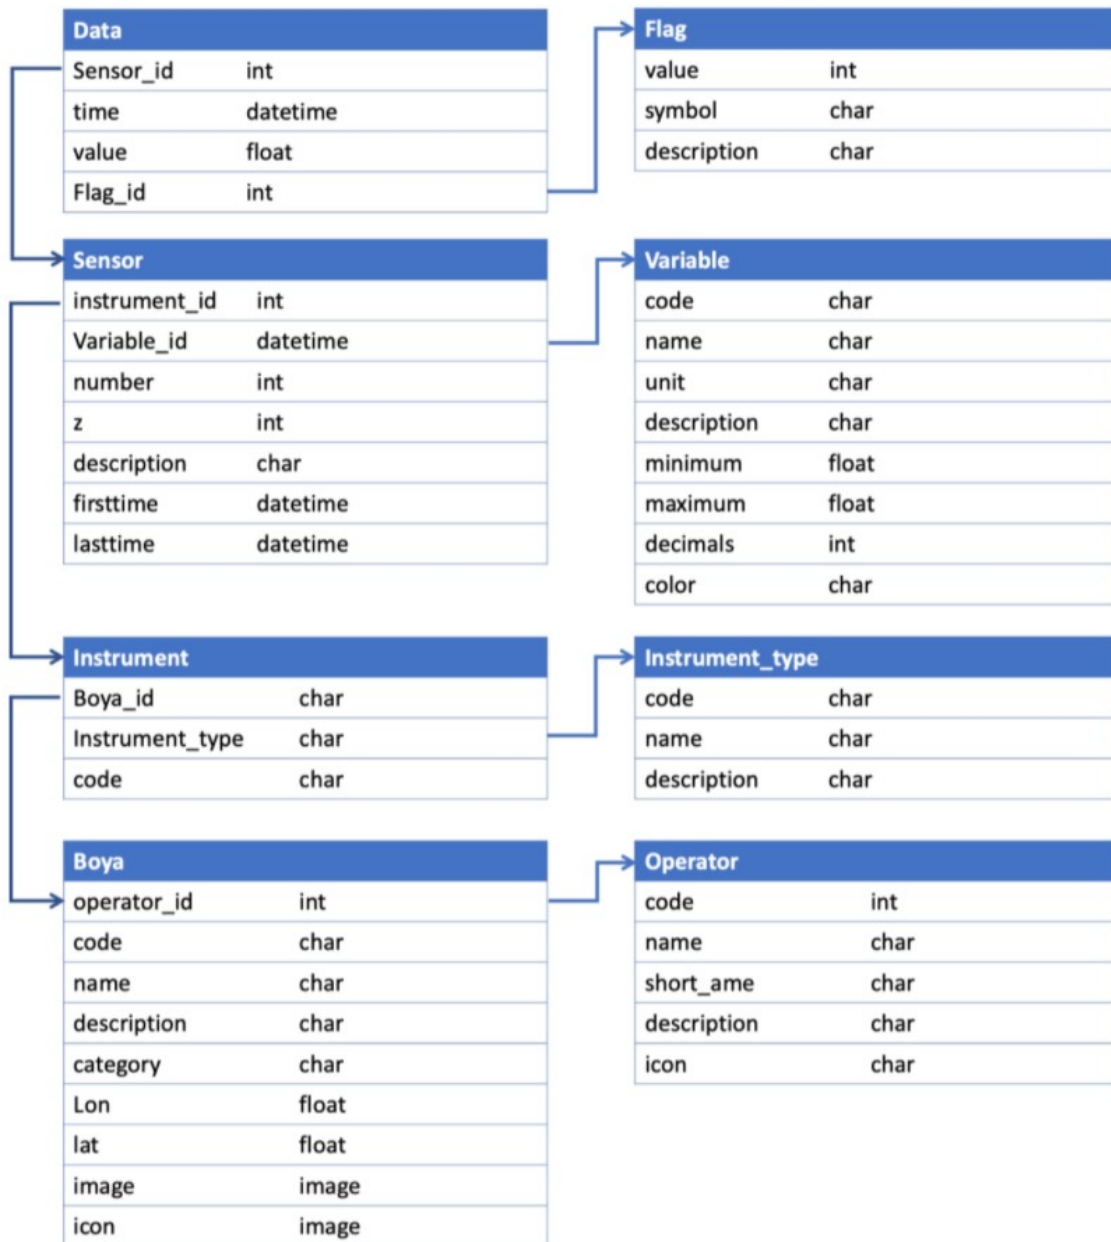 Data
Sensor_id int
time datetime
value float
Flag_id int
Flag
value int
symbol char
description char
Sensor
instrument_id int
Variable_id datetime
number int
z int
description char
firsttime datetime
lasttime datetime
Variable
code char
name char
unit char
description char
minimum float
maximum float
decimals int
color char
Instrument
Boya_id char
Instrument_type char
code char
Instrument_type
code char
name char
description char
Boya
operator_id int
code char
name char
description char
category char
Lon float
lat float
image image
icon image
Operator
code int
name char
short_ame char
description char
icon char